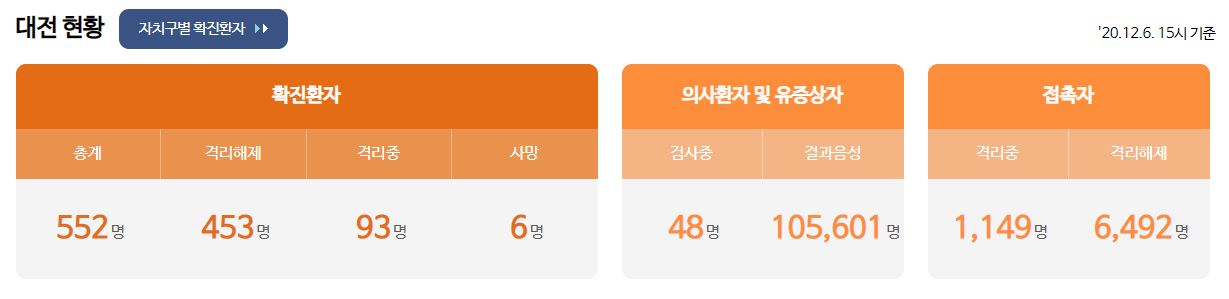 대전 현황 자치구별 확진환자
'20.12.6. 15시 기준
확진환자 의사환자 및 유증상자 접촉자
총계 격리해제 격리중 사망 검사중 결과음성 격리중 격리해제
552명 453명 93명 6명 48명 105,601명 1,149명 6,492명